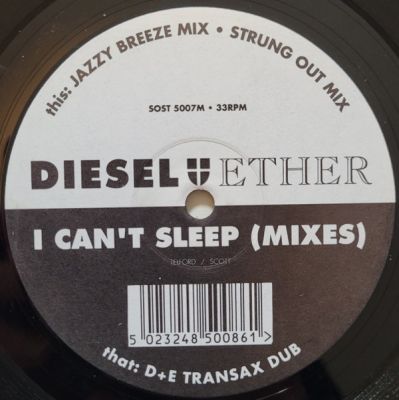 this: JAZZY BREEZE MIX • STRUNG OUT MIX
SOST 5007M • 33RPM
DIESEL ETHER
I CAN'T SLEEP (MIXES)
TELFORD / SCOTT
5 023248 500861 >
that: D+E TRANSAX DUB